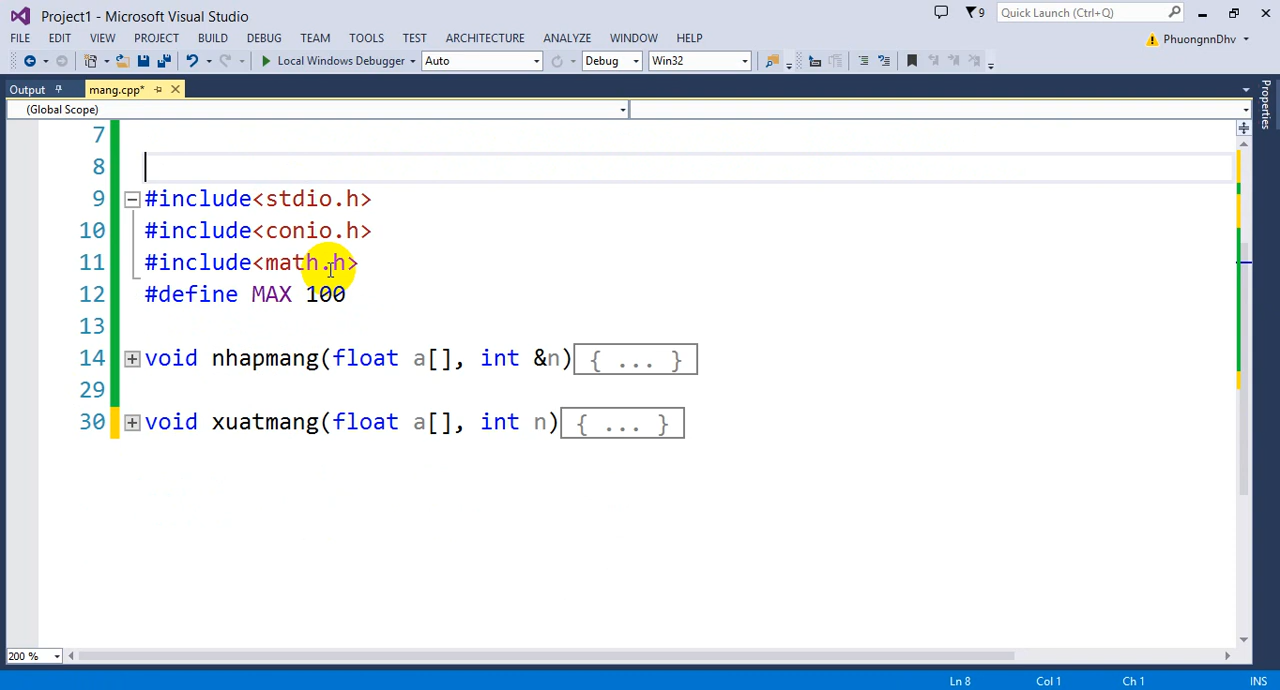 Project1 - Microsoft Visual Studio
9
Quick Launch (Ctrl+Q)
FILE EDIT VIEW PROJECT BUILD DEBUG TEAM TOOLS TEST ARCHITECTURE ANALYZE WINDOW HELP
PhuongnnDhv
Local Windows Debugger
Auto
Debug
Win32
Output
mang.cpp*
(Global Scope)
Properties
7
8
9 #include<stdio.h>
10 #include<conio.h>
11 #include<math.h>
12 #define MAX 100
13
14 void nhapmang(float a[], int &n){ ... }
29
30 void xuatmang(float a[], int n){ ... }
200 %
Ln 8 Col 1 Ch 1 INS